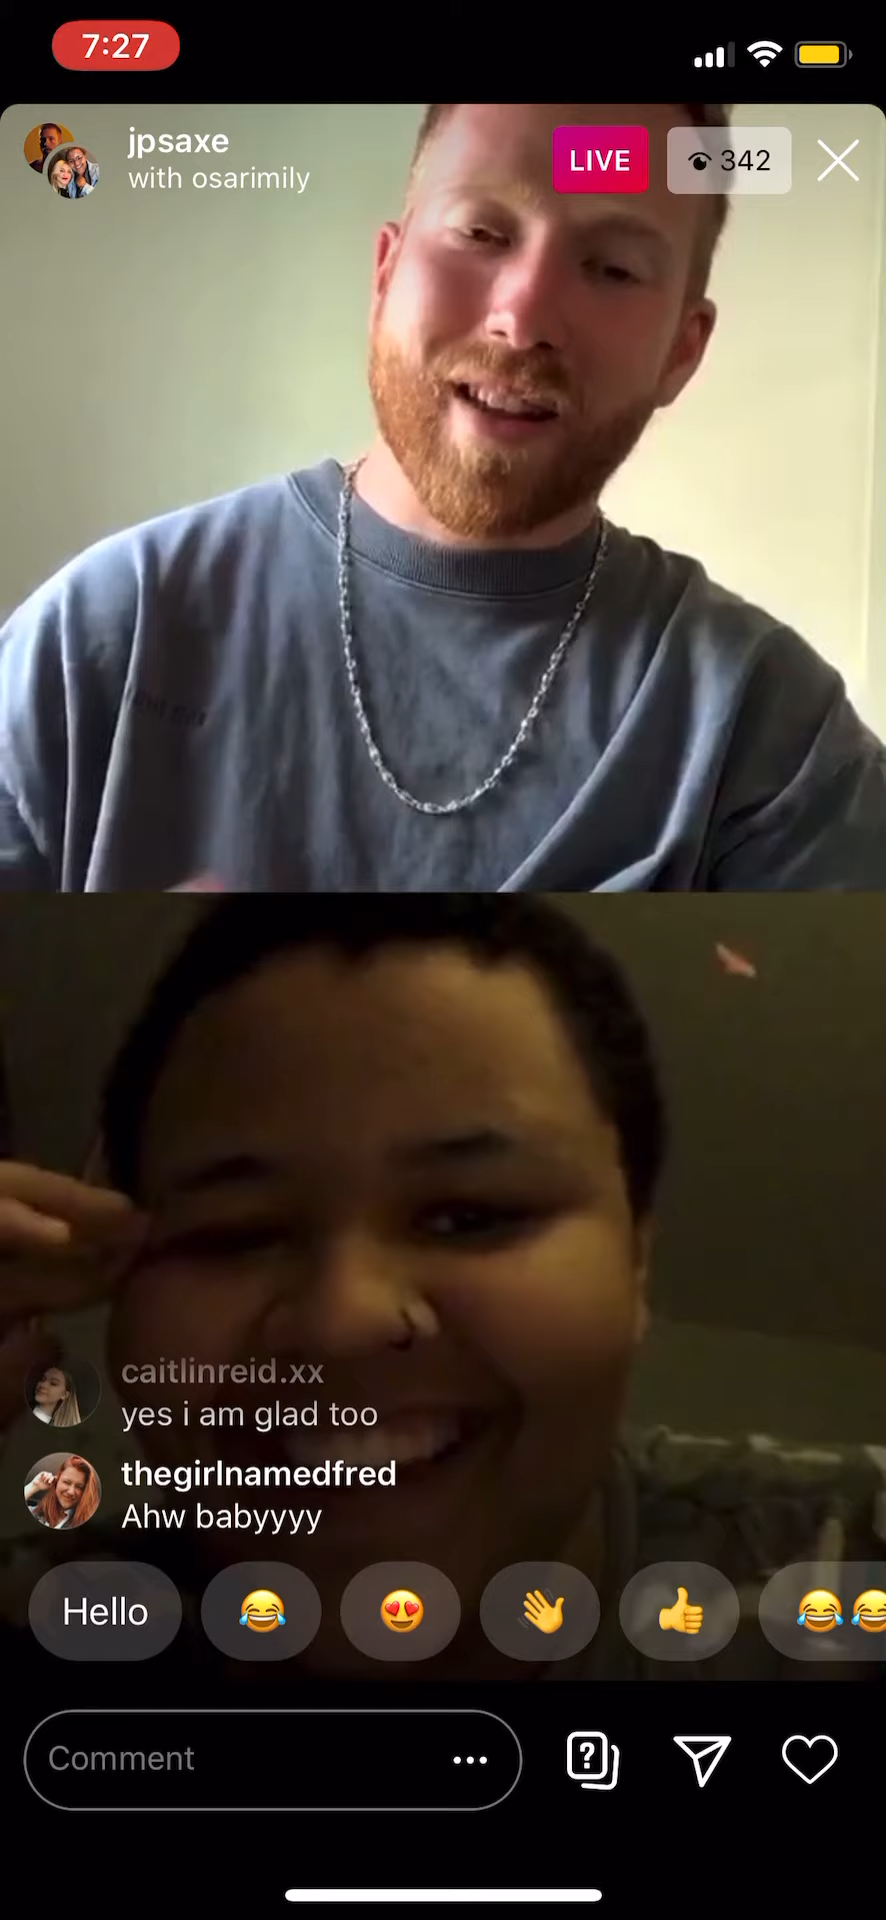 7:27
jpsaxe
with osarimily
LIVE
342
caitlinreid.xx
yes i am glad too
thegirlnamedfred
Ahw babyyyy
Hello
Comment
?